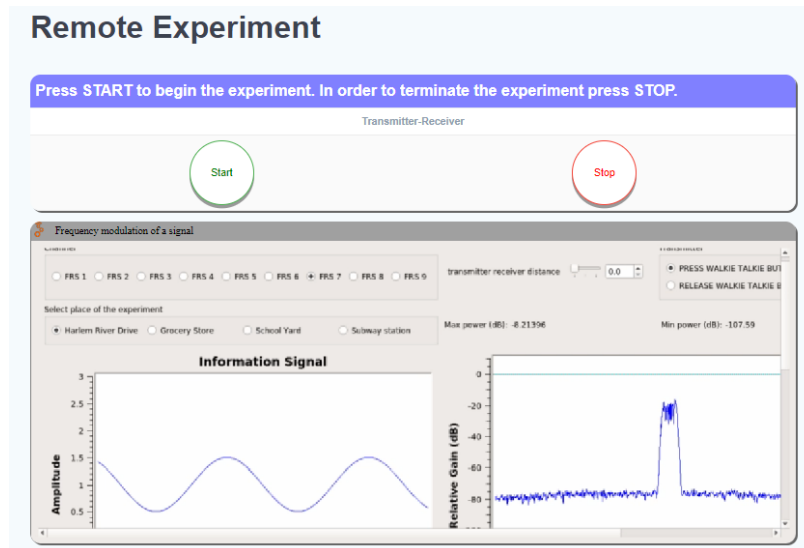 Remote Experiment
Press START to begin the experiment. In order to terminate the experiment press STOP.
Transmitter-Receiver
Start
Stop
Frequency modulation of a signal
FRS 1 FRS 2 FRS 3 FRS 4 FRS 5 FRS 6 FRS 7 FRS 8 FRS 9
transmitter receiver distance 0.0
PRESS WALKIE TALKIE BUT
RELEASE WALKIE TALKIE B
Select place of the experiment
Harlem River Drive Grocery Store School Yard Subway station
Max power (dB): -8.21396
Min power (dB): -107.59
Information Signal
Amplitude
3
2.5
2
1.5
1
0.5
Relative Gain (dB)
0
-20
-40
-60
-80